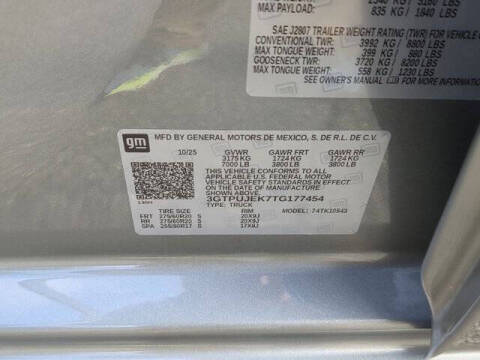 MAX PAYLOAD: 835 KG / 1840 LBS
SAE J2807 TRAILER WEIGHT RATING (TWR) FOR VEHICLE
CONVENTIONAL TWR: 3992 KG / 8800 LBS
MAX TONGUE WEIGHT: 399 KG / 880 LBS
GOOSENECK TWR: 3720 KG / 8200 LBS
MAX TONGUE WEIGHT: 558 KG / 1230 LBS
SEE OWNER'S MANUAL FOR ADDITIONAL INFORMATION
gm
MFD BY GENERAL MOTORS DE MEXICO, S. DE R.L. DE C.V.
10/25 GVWR GAWR FRT GAWR RR
3175 KG 1724 KG 1724 KG
7000 LB 3800 LB 3800 LB
THIS VEHICLE CONFORMS TO ALL
APPLICABLE U.S. FEDERAL MOTOR
VEHICLE SAFETY STANDARDS IN EFFECT ON
THE DATE OF MANUFACTURE SHOWN ABOVE.
3GTPUJEK7TG177454
TYPE: TRUCK
TIRE SIZE RIM MODEL: 74TK10543
FRT 275/60R20 S 20X9J
RR 275/60R20 S 20X9J
SPA 255/80R17 S 17X8J